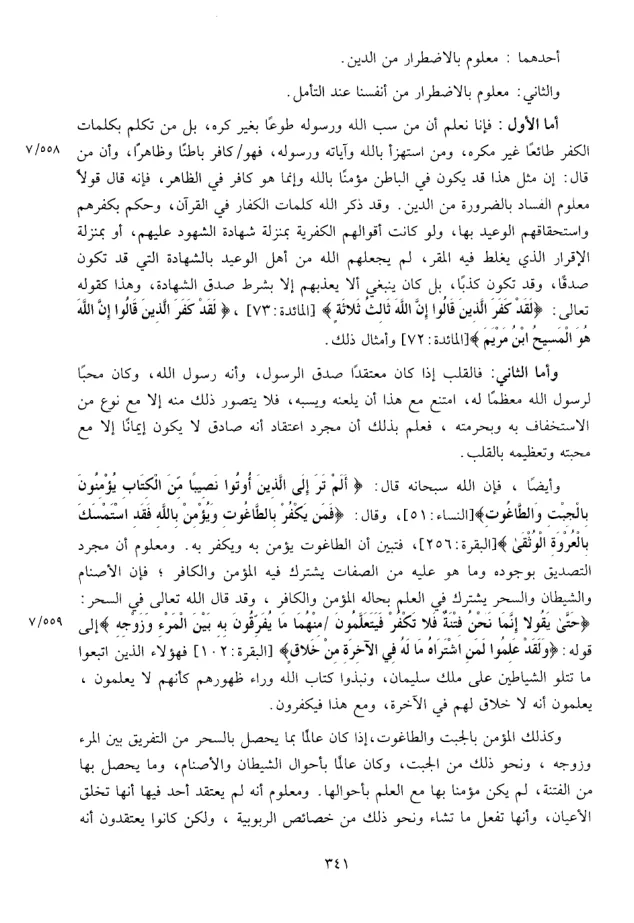 أحدهما : معلوم بالاضطرار من الدين.
والثاني: معلوم بالاضطرار من أنفسنا عند التأمل.
أما الأول : فإنا نعلم أن من سب الله ورسوله طوعًا بغير كره، بل من تكلم بكلمات
الكفر طائعًا غير مكره، ومن استهزأ بالله وآياته ورسوله، فهو/كافر باطنًا وظاهرًا، وأن من
٧/٥٥٨
قال: إن مثل هذا قد يكون في الباطن مؤمنًا بالله وإنما هو كافر في الظاهر، فإنه قال قولاً
معلوم الفساد بالضرورة من الدين. وقد ذكر الله كلمات الكفار في القرآن، وحكم بكفرهم
واستحقاقهم الوعيد بها، ولو كانت أقوالهم الكفرية بمنزلة شهادة الشهود عليهم، أو بمنزلة
الإقرار الذي يغلط فيه المقر، لم يجعلهم الله من أهل الوعيد بالشهادة التي قد تكون
صدقًا، وقد تكون كذبًا، بل كان ينبغي ألا يعذبهم إلا بشرط صدق الشهادة، وهذا كقوله
تعالى: ﴿لَقَدْ كَفَرَ الَّذِينَ قَالُوا إِنَّ اللَّهَ ثَالِثُ ثَلاثَةٍ﴾ [المائدة:٧٣] ، ﴿ لَقَدْ كَفَرَ الَّذِينَ قَالُوا إِنَّ اللَّهَ
هُوَ الْمَسِيحُ ابْنُ مَرْيَمَ ﴾[المائدة:٧٢] وأمثال ذلك.
وأما الثاني: فالقلب إذا كان معتقدًا صدق الرسول، وأنه رسول الله، وكان محبًا
لرسول الله معظمًا له، امتنع مع هذا أن يلعنه ويسبه، فلا يتصور ذلك منه إلا مع نوع من
الاستخفاف به وبحرمته ، فعلم بذلك أن مجرد اعتقاد أنه صادق لا يكون إيمانًا إلا مع
محبته وتعظيمه بالقلب.
وأيضًا ، فإن الله سبحانه قال: ﴿ أَلَمْ تَرَ إِلَى الَّذِينَ أُوتُوا نَصِيبًا مِّنَ الْكِتَابِ يُؤْمِنُونَ
بِالْجِبْتِ وَالطَّاغُوتِ﴾[النساء:٥١]، وقال: ﴿فَمَن يَكْفُرْ بِالطَّاغُوتِ وَيُؤْمِنْ بِاللَّهِ فَقَدِ اسْتَمْسَكَ
بِالْعُرْوَةِ الْوُثْقَىٰ ﴾[البقرة:٢٥٦]، فتبين أن الطاغوت يؤمن به ويكفر به. ومعلوم أن مجرد
التصديق بوجوده وما هو عليه من الصفات يشترك فيه المؤمن والكافر ؛ فإن الأصنام
والشيطان والسحر يشترك في العلم بحاله المؤمن والكافر ، وقد قال الله تعالى في السحر:
﴿حَتَّىٰ يَقُولا إِنَّمَا نَحْنُ فِتْنَةٌ فَلا تَكْفُرْ فَيَتَعَلَّمُونَ /مِنْهُمَا مَا يُفَرِّقُونَ بِهِ بَيْنَ الْمَرْءِ وَزَوْجِهِ ﴾إلى
٧/٥٥٩
قوله: ﴿وَلَقَدْ عَلِمُوا لَمَنِ اشْتَرَاهُ مَا لَهُ فِي الآخِرَةِ مِنْ خَلاقٍ﴾ [البقرة:١٠٢] فهؤلاء الذين اتبعوا
ما تتلو الشياطين على ملك سليمان، ونبذوا كتاب الله وراء ظهورهم كأنهم لا يعلمون ،
يعلمون أنه لا خلاق لهم في الآخرة، ومع هذا فيكفرون.
وكذلك المؤمن بالجبت والطاغوت،إذا كان عالمًا بما يحصل بالسحر من التفريق بين المرء
وزوجه ، ونحو ذلك من الجبت، وكان عالمًا بأحوال الشيطان والأصنام، وما يحصل بها
من الفتنة، لم يكن مؤمنا بها مع العلم بأحوالها. ومعلوم أنه لم يعتقد أحد فيها أنها تخلق
الأعيان، وأنها تفعل ما تشاء ونحو ذلك من خصائص الربوبية ، ولكن كانوا يعتقدون أنه
٣٤١